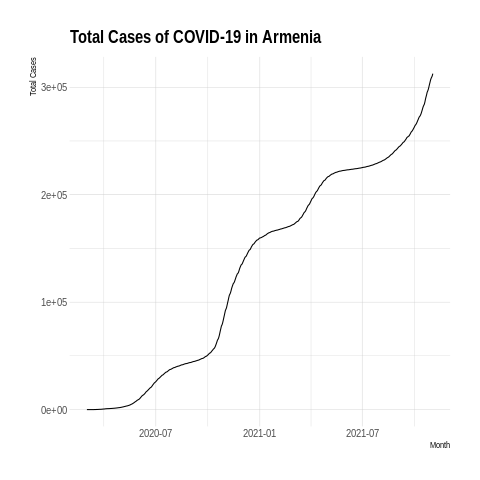 Total Cases of COVID-19 in Armenia
Total Cases
3e+05
2e+05
1e+05
0e+00
2020-07
2021-01
2021-07
Month